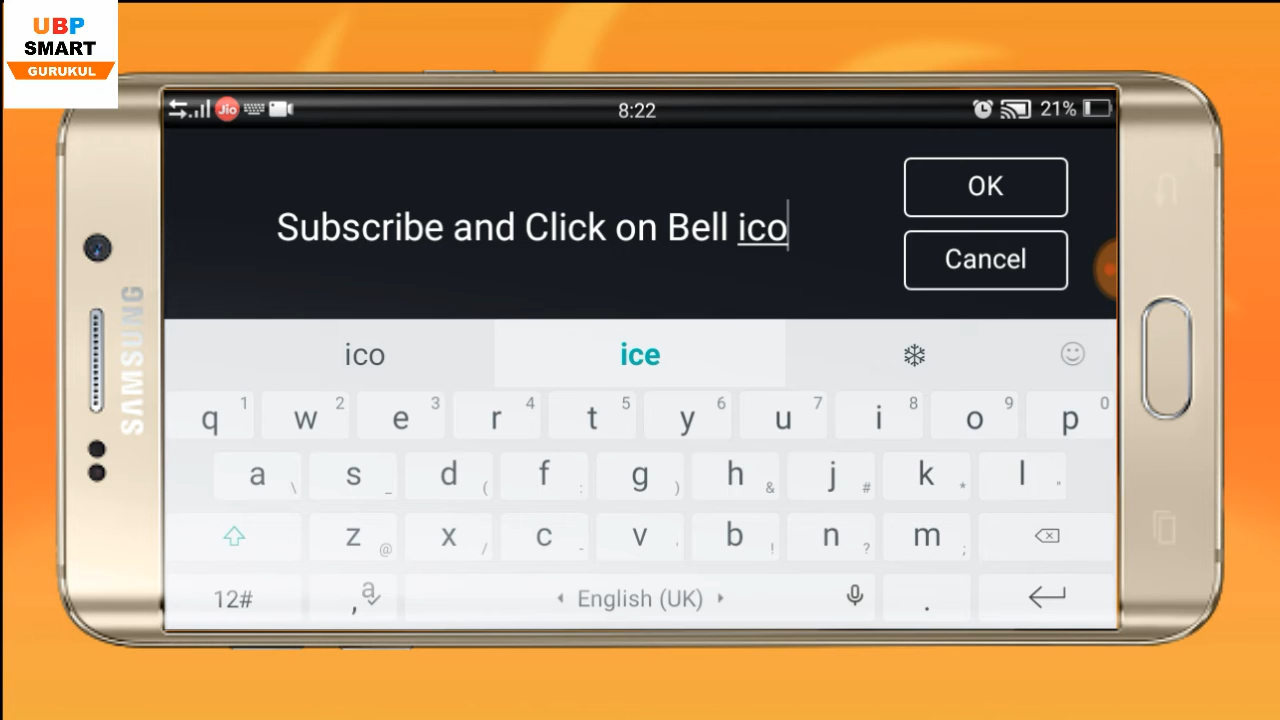 UBP
SMART
GURUKUL
Jio
8:22
21%
Subscribe and Click on Bell ico
OK
Cancel
SAMSUNG
ico ice
q 1 w 2 e 3 r 4 t 5 y 6 u 7 i 8 o 9 p 0
a \ s _ d ( f : g ) h & j # k * l "
z @ x / c - v ' b ! n ? m ;
12# , a English (UK) .